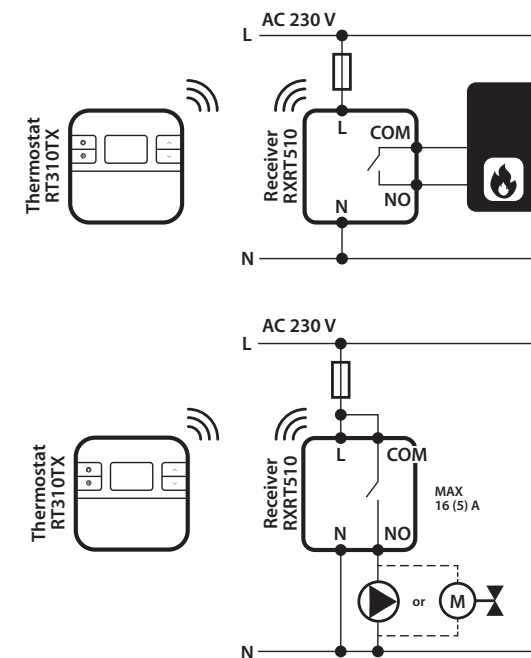 AC 230 V
L
Thermostat
RT310TX
Receiver
RXRT510
L
COM
N
NO
N
AC 230 V
L
Thermostat
RT310TX
Receiver
RXRT510
L
COM
MAX
16 (5) A
N
NO
or
M
N